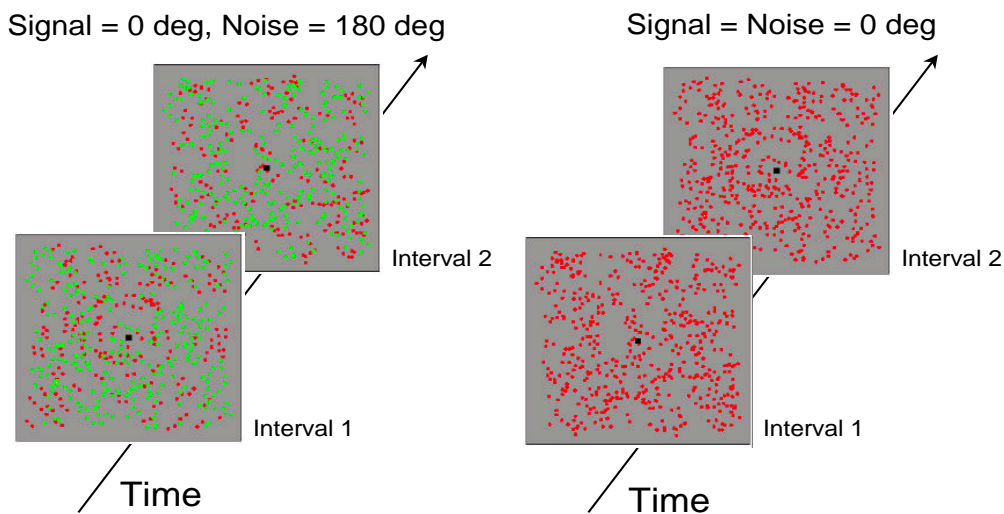 Signal = 0 deg, Noise = 180 deg
Interval 2
Interval 1
Time
Signal = Noise = 0 deg
Interval 2
Interval 1
Time